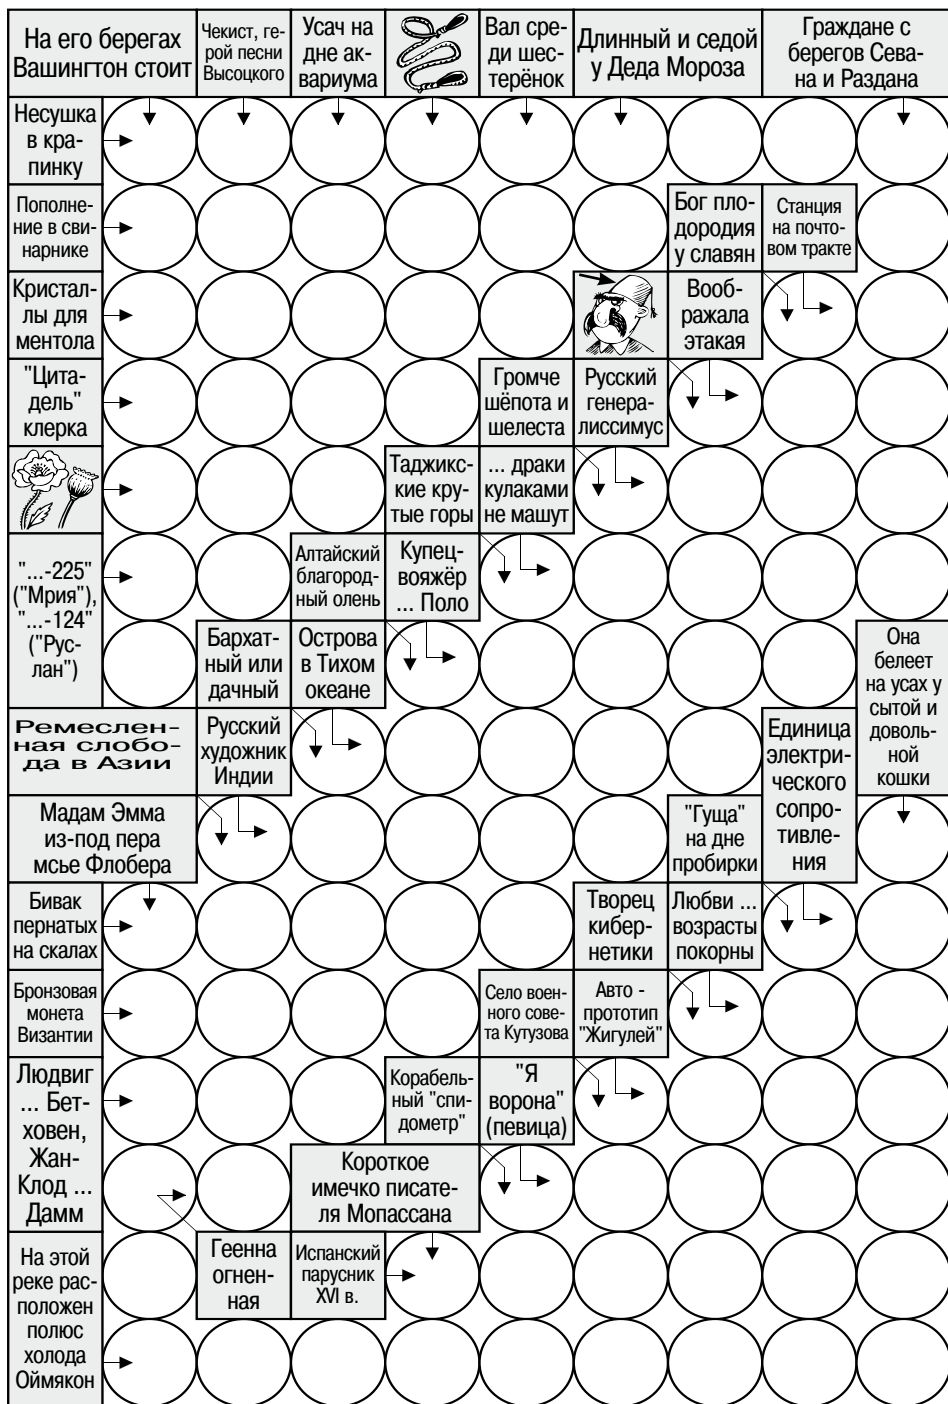 На его берегах
Вашингтон стоит
Чекист, ге-
рой песни
Высоцкого
Усач на
дне ак-
вариума
Вал сре-
ди шес-
терёнок
Длинный и седой
у Деда Мороза
Граждане с
берегов Сева-
на и Раздана
Несушка
в кра-
пинку
Пополне-
ние в сви-
нарнике
Бог пло-
дородия
у славян
Станция
на почто-
вом тракте
Кристал-
лы для
ментола
Вооб-
ражала
этакая
"Цита-
дель"
клерка
Громче
шёпота и
шелеста
Русский
генера-
лиссимус
Таджикс-
кие кру-
тые горы
... драки
кулаками
не машут
"...-225"
("Мрия"),
"...-124"
("Рус-
лан")
Алтайский
благород-
ный олень
Купец-
вояжёр
... Поло
Бархат-
ный или
дачный
Острова
в Тихом
океане
Она
белеет
на усах у
сытой и
доволь-
ной
кошки
Ремеслен-
ная слобо-
да в Азии
Русский
художник
Индии
Единица
электри-
ческого
сопро-
тивле-
ния
Мадам Эмма
из-под пера
мсье Флобера
"Гуща"
на дне
пробирки
Бивак
пернатых
на скалах
Творец
кибер-
нетики
Любви ...
возрасты
покорны
Бронзовая
монета
Византии
Село воен-
ного сове-
та Кутузова
Авто -
прототип
"Жигулей"
Людвиг
... Бет-
ховен,
Жан-
Клод ...
Дамм
Корабель-
ный "спи-
дометр"
"Я
ворона"
(певица)
Короткое
имечко писате-
ля Мопассана
На этой
реке рас-
положен
полюс
холода
Оймякон
Геенна
огнен-
ная
Испанский
парусник
XVI в.